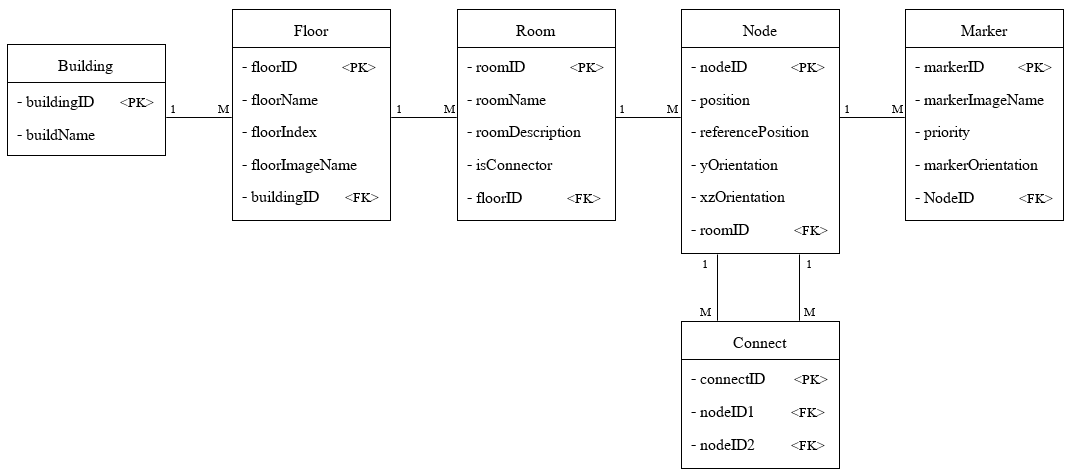 Building
- buildingID <PK>
- buildName
1 M
Floor
- floorID <PK>
- floorName
- floorIndex
- floorImageName
- buildingID <FK>
1 M
Room
- roomID <PK>
- roomName
- roomDescription
- isConnector
- floorID <FK>
1 M
Node
- nodeID <PK>
- position
- referencePosition
- yOrientation
- xzOrientation
- roomID <FK>
1 M
Marker
- markerID <PK>
- markerImageName
- priority
- markerOrientation
- NodeID <FK>
1 1
M M
Connect
- connectID <PK>
- nodeID1 <FK>
- nodeID2 <FK>